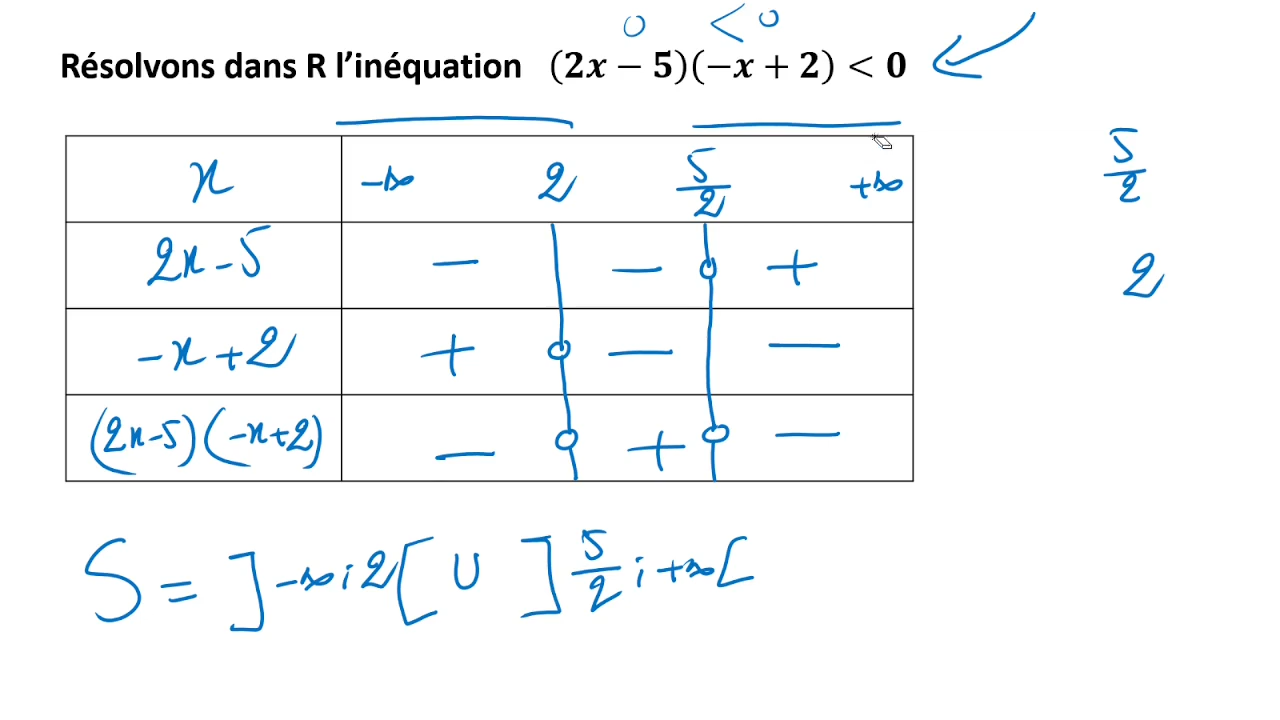 0 < 0
Résolvons dans R l’inéquation (2x − 5)(−x + 2) < 0
x −∞ 2 5/2 +∞
5/2
2x − 5 − − 0 +
2
−x + 2 + 0 − −
(2x−5)(−x+2) − 0 + 0 −
S = ]−∞ ; 2[ ∪ ]5/2 ; +∞[